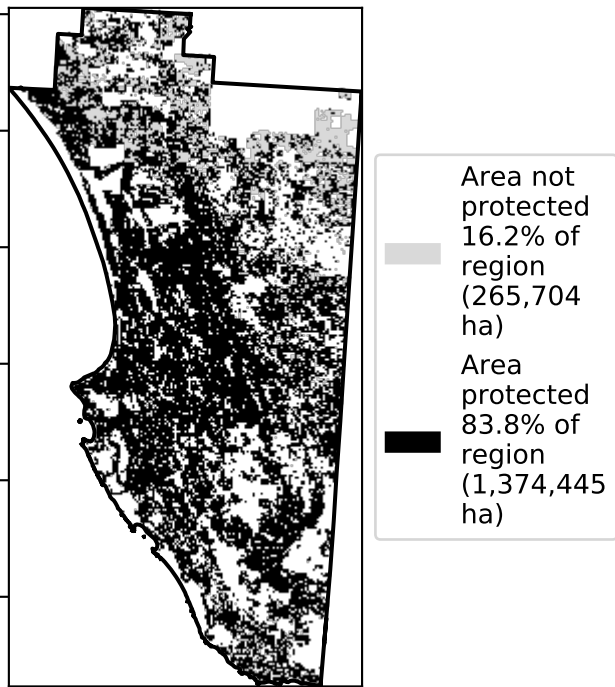 Area not
protected
16.2% of
region
(265,704
ha)
Area
protected
83.8% of
region
(1,374,445
ha)